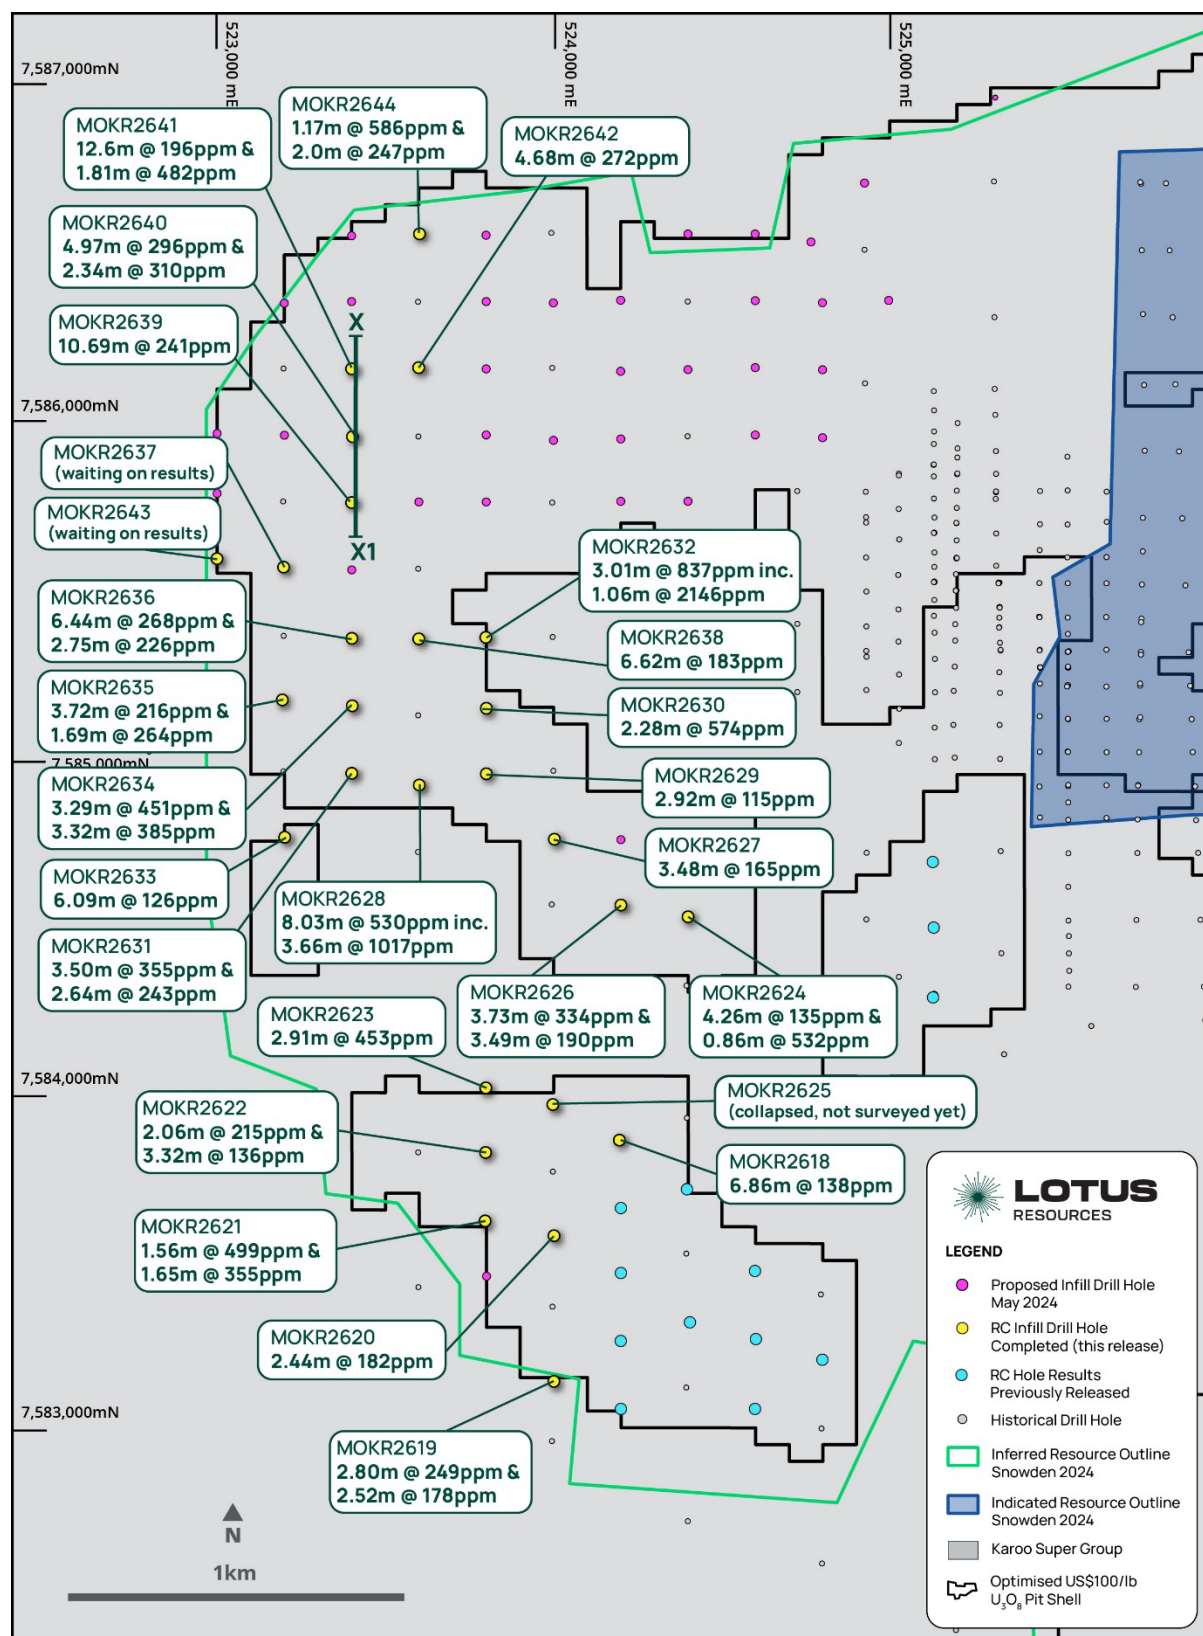 523,000 mE
524,000 mE
525,000 mE
7,587,000mN
MOKR2641
12.6m @ 196ppm &
1.81m @ 482ppm
MOKR2644
1.17m @ 586ppm &
2.0m @ 247ppm
MOKR2642
4.68m @ 272ppm
MOKR2640
4.97m @ 296ppm &
2.34m @ 310ppm
MOKR2639
10.69m @ 241ppm
X
7,586,000mN
MOKR2637
(waiting on results)
MOKR2643
(waiting on results)
X1
MOKR2632
3.01m @ 837ppm inc.
1.06m @ 2146ppm
MOKR2636
6.44m @ 268ppm &
2.75m @ 226ppm
MOKR2638
6.62m @ 183ppm
MOKR2635
3.72m @ 216ppm &
1.69m @ 264ppm
MOKR2630
2.28m @ 574ppm
7,585,000mN
MOKR2634
3.29m @ 451ppm &
3.32m @ 385ppm
MOKR2629
2.92m @ 115ppm
MOKR2627
3.48m @ 165ppm
MOKR2633
6.09m @ 126ppm
MOKR2628
8.03m @ 530ppm inc.
3.66m @ 1017ppm
MOKR2631
3.50m @ 355ppm &
2.64m @ 243ppm
MOKR2626
3.73m @ 334ppm &
3.49m @ 190ppm
MOKR2624
4.26m @ 135ppm &
0.86m @ 532ppm
MOKR2623
2.91m @ 453ppm
7,584,000mN
MOKR2625
(collapsed, not surveyed yet)
MOKR2622
2.06m @ 215ppm &
3.32m @ 136ppm
MOKR2618
6.86m @ 138ppm
MOKR2621
1.56m @ 499ppm &
1.65m @ 355ppm
MOKR2620
2.44m @ 182ppm
7,583,000mN
MOKR2619
2.80m @ 249ppm &
2.52m @ 178ppm
N
1km
LOTUS
RESOURCES
LEGEND
Proposed Infill Drill Hole
May 2024
RC Infill Drill Hole
Completed (this release)
RC Hole Results
Previously Released
Historical Drill Hole
Inferred Resource Outline
Snowden 2024
Indicated Resource Outline
Snowden 2024
Karoo Super Group
Optimised US$100/lb
U₃O₈ Pit Shell